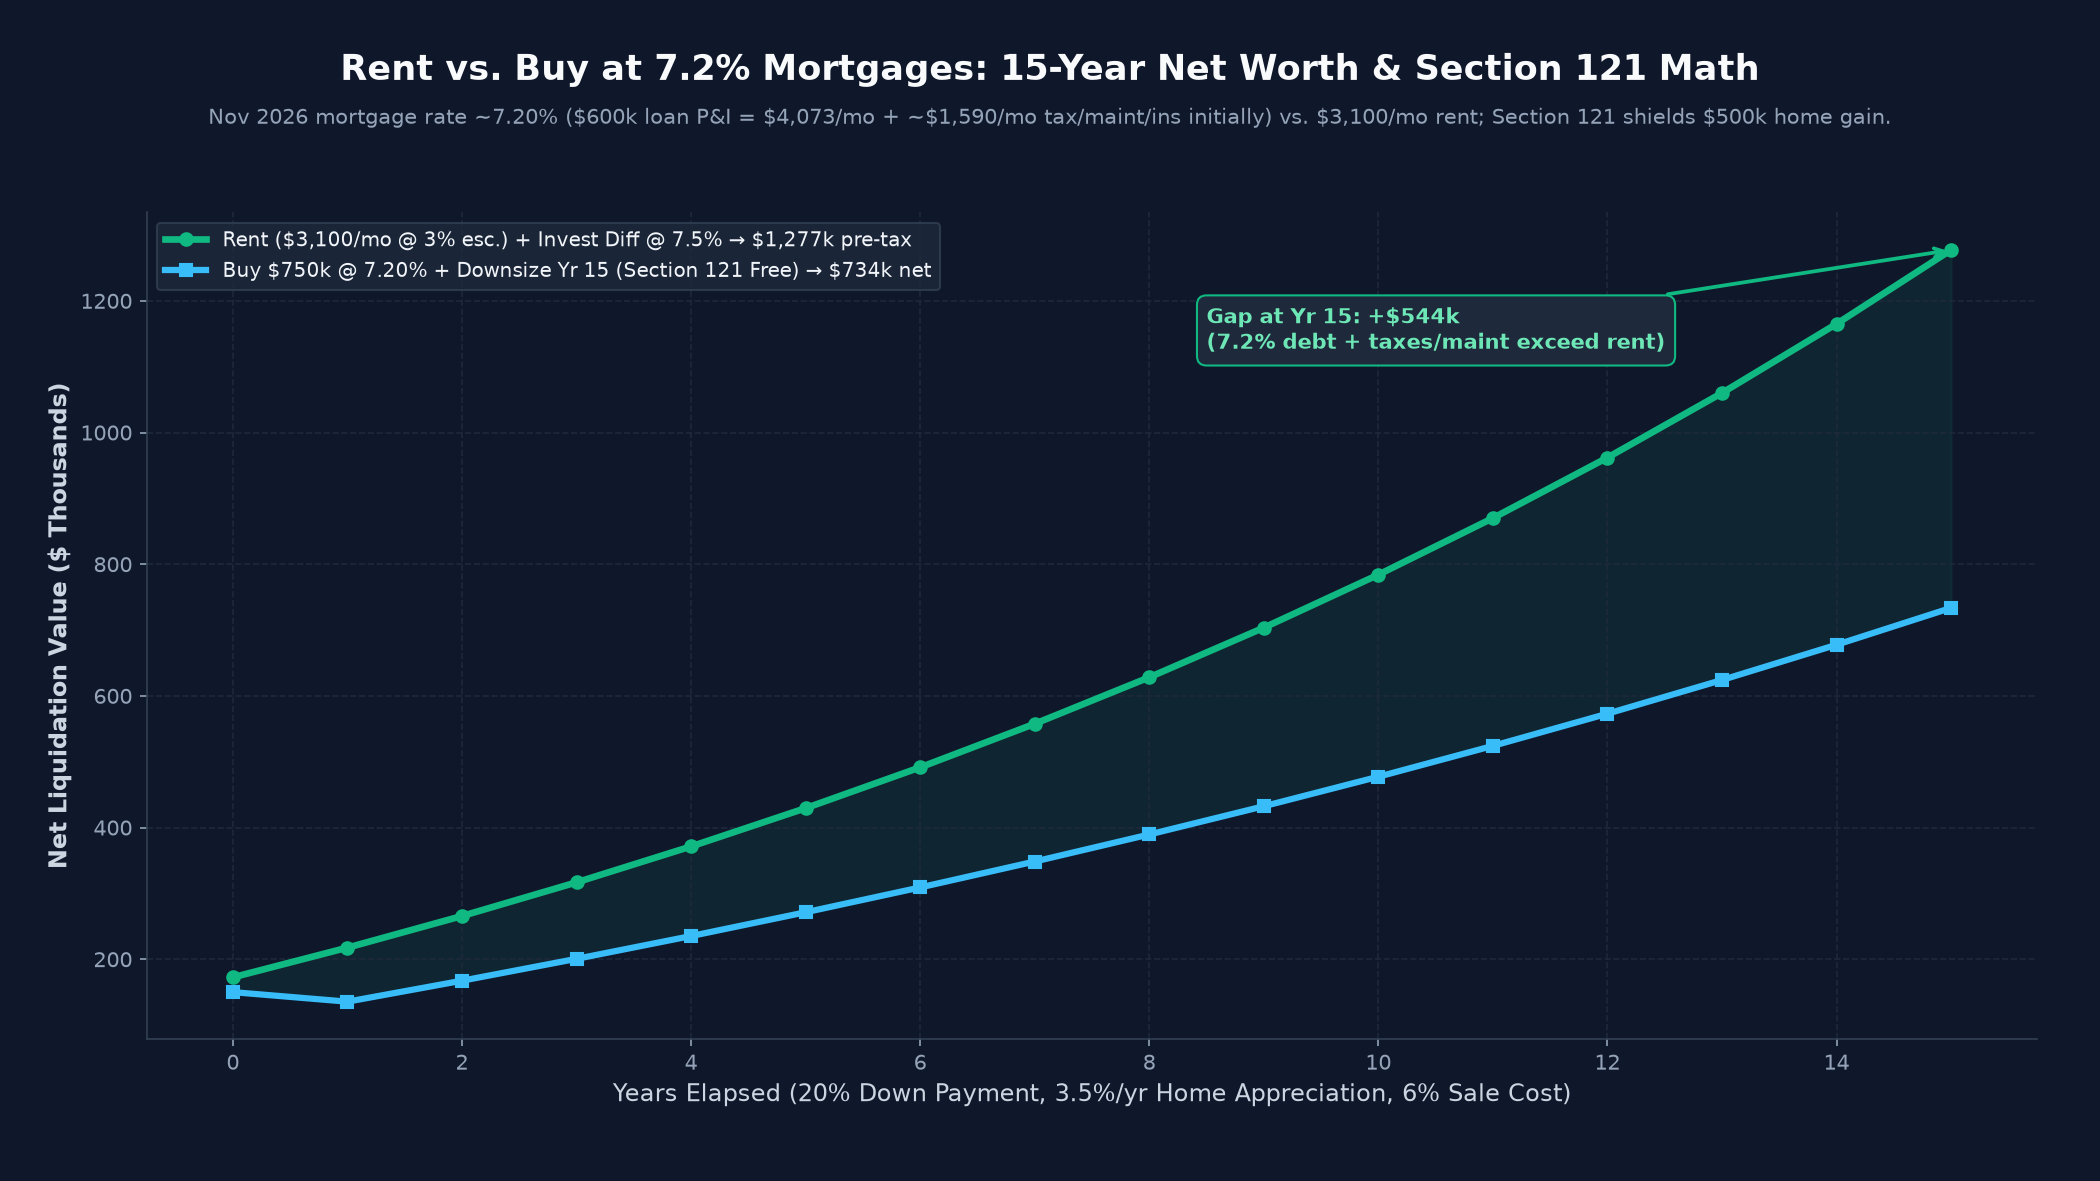 Rent vs. Buy at 7.2% Mortgages: 15-Year Net Worth & Section 121 Math
Nov 2026 mortgage rate ~7.20% ($600k loan P&I = $4,073/mo + ~$1,590/mo tax/maint/ins initially) vs. $3,100/mo rent; Section 121 shields $500k home gain.
Rent ($3,100/mo @ 3% esc.) + Invest Diff @ 7.5% → $1,277k pre-tax
Buy $750k @ 7.20% + Downsize Yr 15 (Section 121 Free) → $734k net
Gap at Yr 15: +$544k
(7.2% debt + taxes/maint exceed rent)
Net Liquidation Value ($ Thousands)
1200
1000
800
600
400
200
0 2 4 6 8 10 12 14
Years Elapsed (20% Down Payment, 3.5%/yr Home Appreciation, 6% Sale Cost)